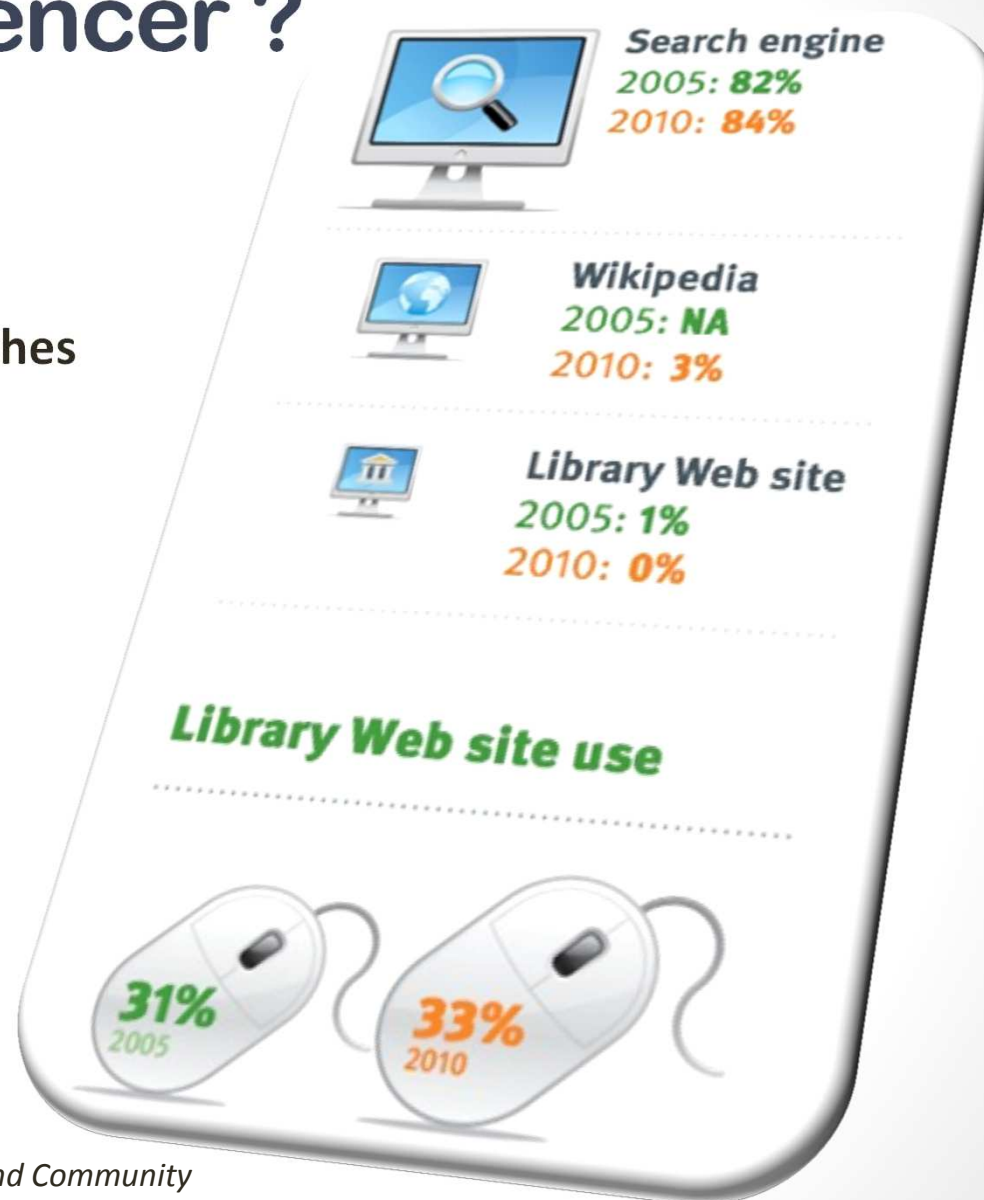 encer ?
Search engine
2005: 82%
2010: 84%
hes
Wikipedia
2005: NA
2010: 3%
Library Web site
2005: 1%
2010: 0%
Library Web site use
31%
2005
33%
2010
nd Community